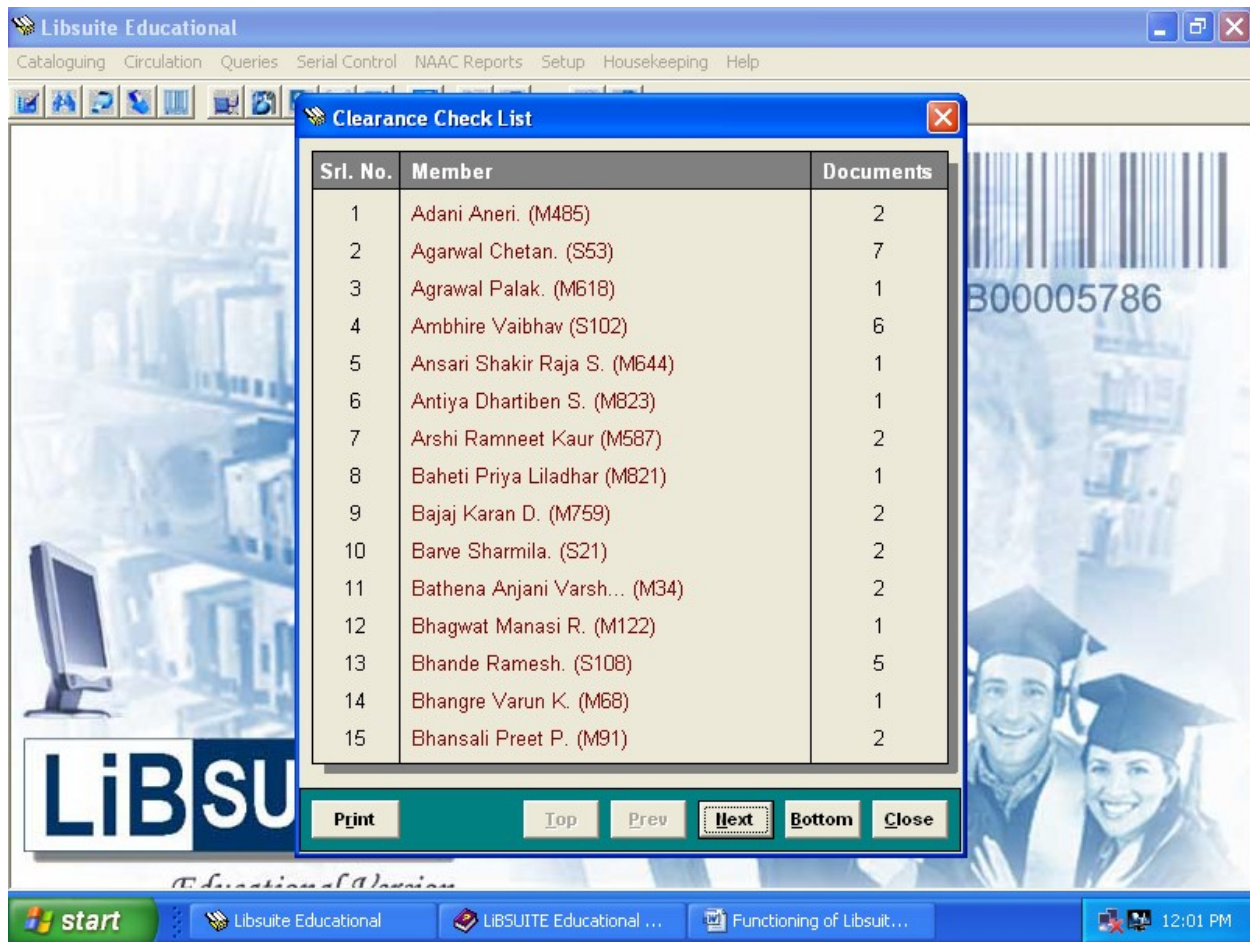 Libsuite Educational
Cataloguing Circulation Queries Serial Control NAAC Reports Setup Housekeeping Help
Clearance Check List
Srl. No. Member Documents
1 Adani Aneri. (M485) 2
2 Agarwal Chetan. (S53) 7
3 Agrawal Palak. (M618) 1
4 Ambhire Vaibhav (S102) 6
5 Ansari Shakir Raja S. (M644) 1
6 Antiya Dhartiben S. (M823) 1
7 Arshi Ramneet Kaur (M587) 2
8 Baheti Priya Liladhar (M821) 1
9 Bajaj Karan D. (M759) 2
10 Barve Sharmila. (S21) 2
11 Bathena Anjani Varsh... (M34) 2
12 Bhagwat Manasi R. (M122) 1
13 Bhande Ramesh. (S108) 5
14 Bhangre Varun K. (M68) 1
15 Bhansali Preet P. (M91) 2
B00005786
LiBSU
Print Top Prev Next Bottom Close
Educational Version
start Libsuite Educational LiBSUITE Educational ... Functioning of Libsuit... 12:01 PM